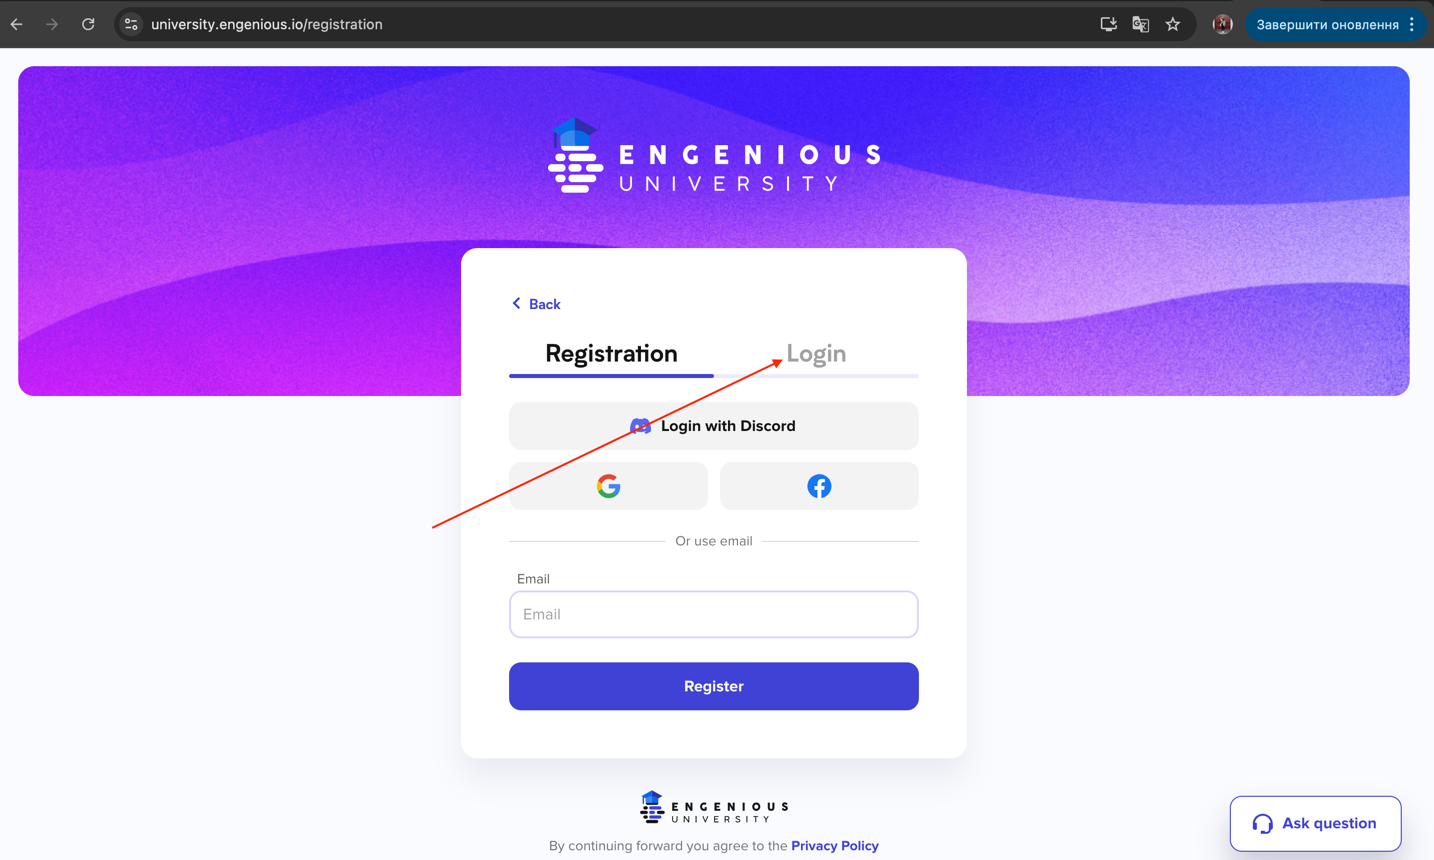 university.engenious.io/registration
Завершити оновлення
ENGENIOUS
UNIVERSITY
Back
Registration
Login
Login with Discord
Or use email
Email
Email
Register
ENGENIOUS
UNIVERSITY
Ask question
By continuing forward you agree to the Privacy Policy